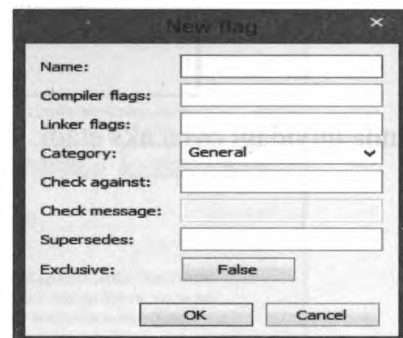 New flag ×
Name:
Compiler flags:
Linker flags:
Category: General
Check against:
Check message:
Supersedes:
Exclusive: False
OK Cancel